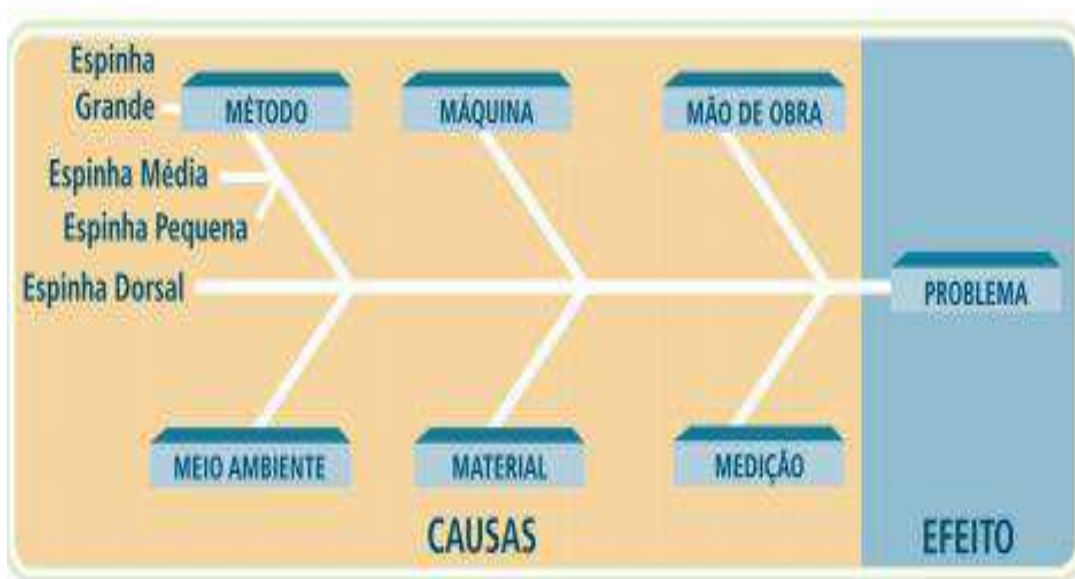 Espinha
Grande
MÉTODO
MÁQUINA
MÃO DE OBRA
Espinha Média
Espinha Pequena
Espinha Dorsal
PROBLEMA
MEIO AMBIENTE
MATERIAL
MEDIÇÃO
CAUSAS
EFEITO